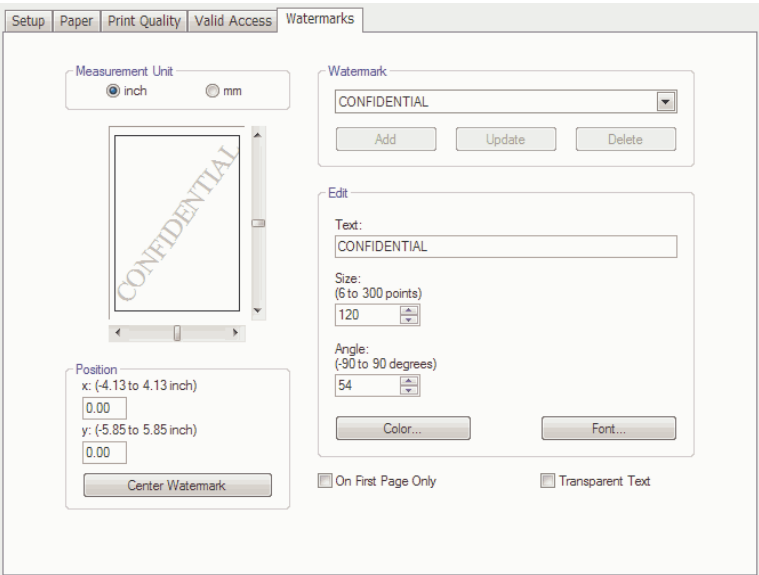 Setup Paper Print Quality Valid Access Watermarks
Measurement Unit
inch mm
CONFIDENTIAL
Position
x: (-4.13 to 4.13 inch)
0.00
y: (-5.85 to 5.85 inch)
0.00
Center Watermark
Watermark
CONFIDENTIAL
Add Update Delete
Edit
Text:
CONFIDENTIAL
Size:
(6 to 300 points)
120
Angle:
(-90 to 90 degrees)
54
Color... Font...
On First Page Only Transparent Text